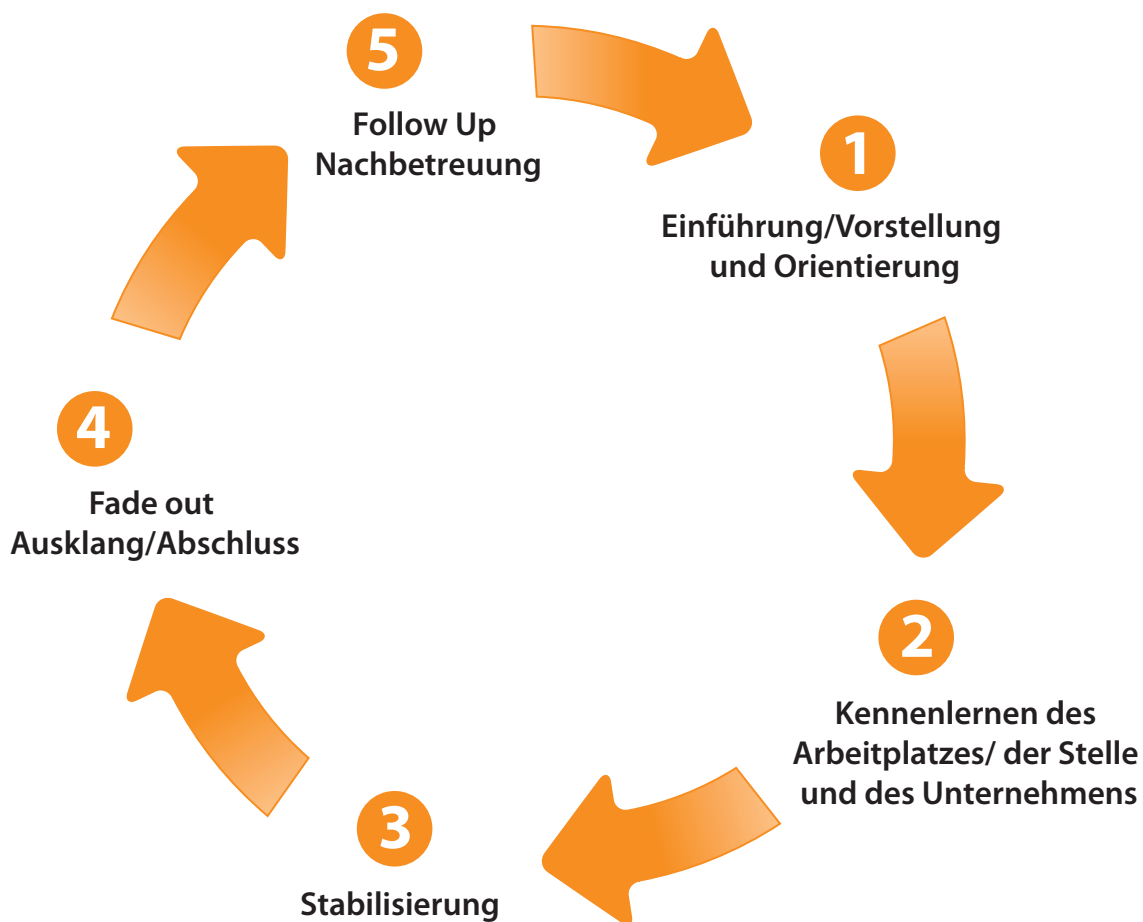 1
Einführung/Vorstellung
und Orientierung
2
Kennenlernen des
Arbeitplatzes/ der Stelle
und des Unternehmens
3
Stabilisierung
4
Fade out
Ausklang/Abschluss
5
Follow Up
Nachbetreuung